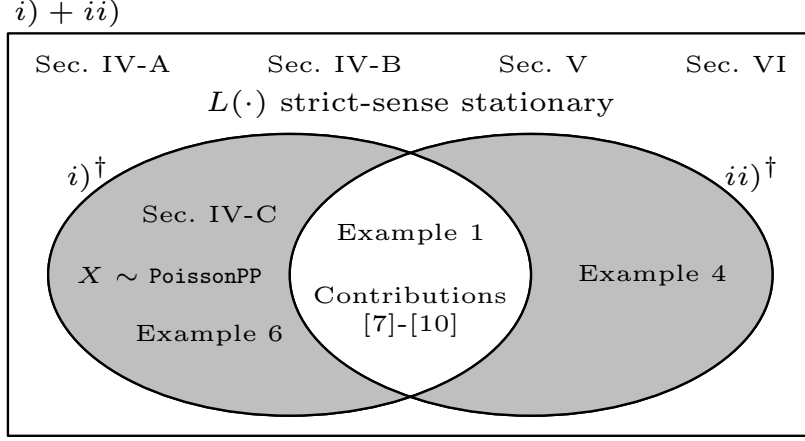 i) + ii)
Sec. IV-A Sec. IV-B Sec. V Sec. VI
L(·) strict-sense stationary
i)† ii)†
Sec. IV-C
Example 1
X ∼ PoissonPP
Example 4
Contributions
[7]-[10]
Example 6